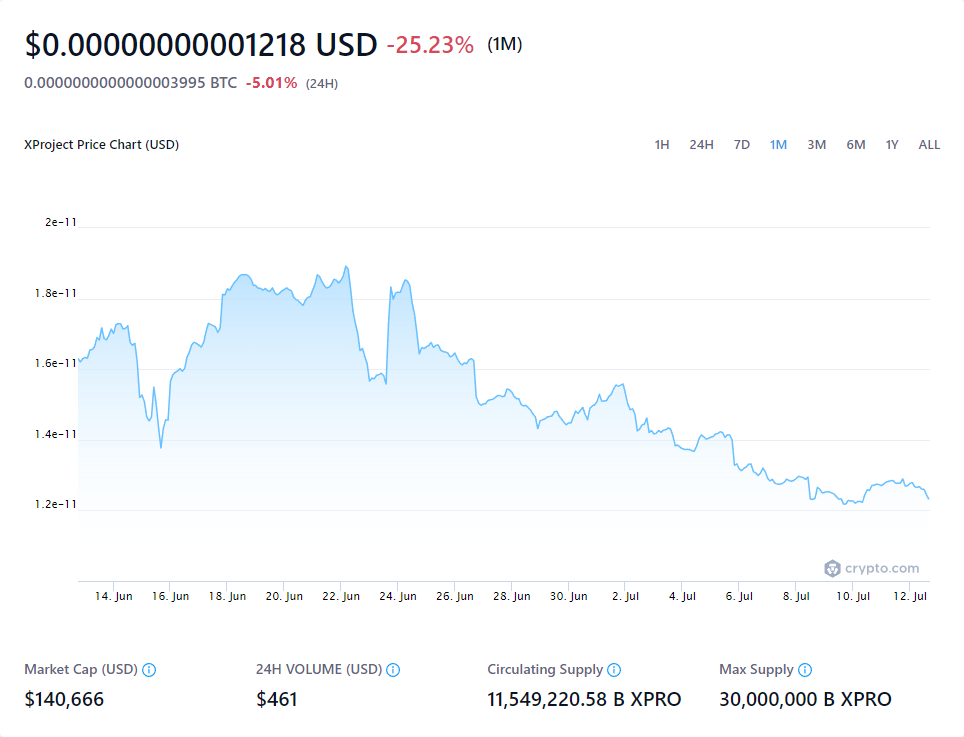 $0.00000000001218 USD -25.23% (1M)
0.0000000000000003995 BTC -5.01% (24H)
XProject Price Chart (USD) 1H 24H 7D 1M 3M 6M 1Y ALL
2e-11
1.8e-11
1.6e-11
1.4e-11
1.2e-11
crypto.com
14. Jun 16. Jun 18. Jun 20. Jun 22. Jun 24. Jun 26. Jun 28. Jun 30. Jun 2. Jul 4. Jul 6. Jul 8. Jul 10. Jul 12. Jul
Market Cap (USD) 24H VOLUME (USD) Circulating Supply Max Supply
$140,666 $461 11,549,220.58 B XPRO 30,000,000 B XPRO